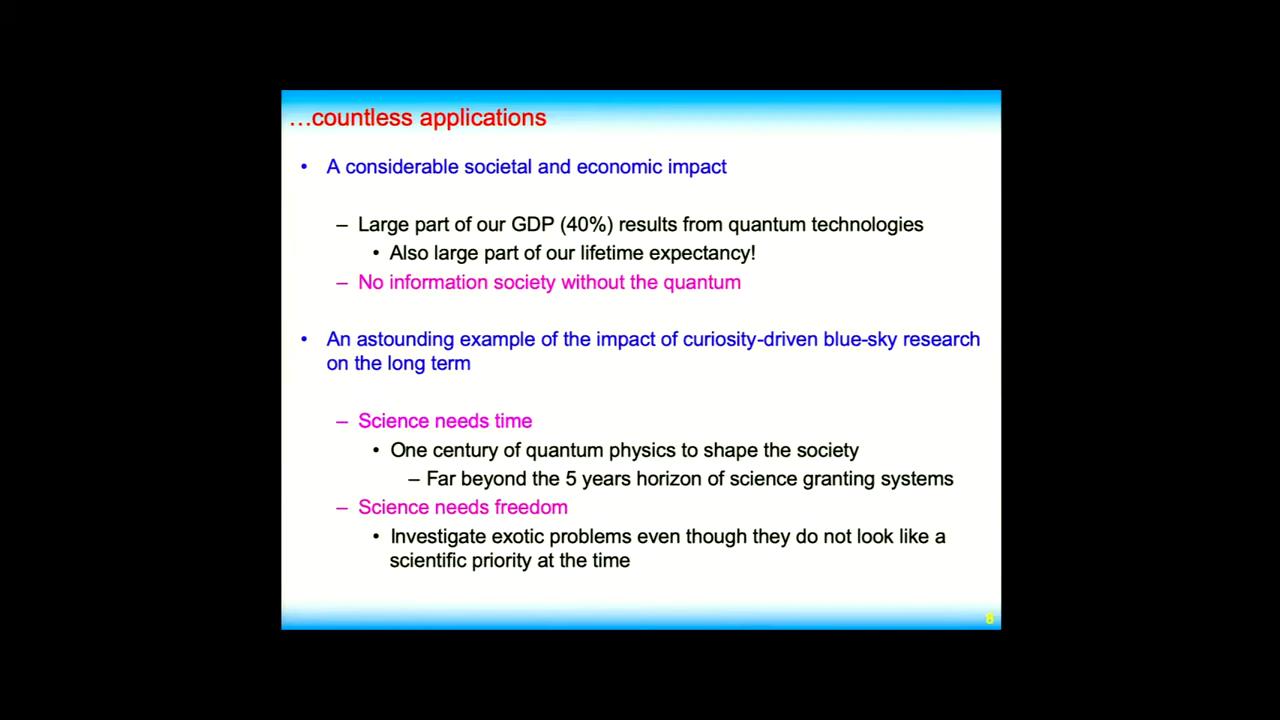 …countless applications
• A considerable societal and economic impact
– Large part of our GDP (40%) results from quantum technologies
• Also large part of our lifetime expectancy!
– No information society without the quantum
• An astounding example of the impact of curiosity-driven blue-sky research
on the long term
– Science needs time
• One century of quantum physics to shape the society
– Far beyond the 5 years horizon of science granting systems
– Science needs freedom
• Investigate exotic problems even though they do not look like a
scientific priority at the time
8